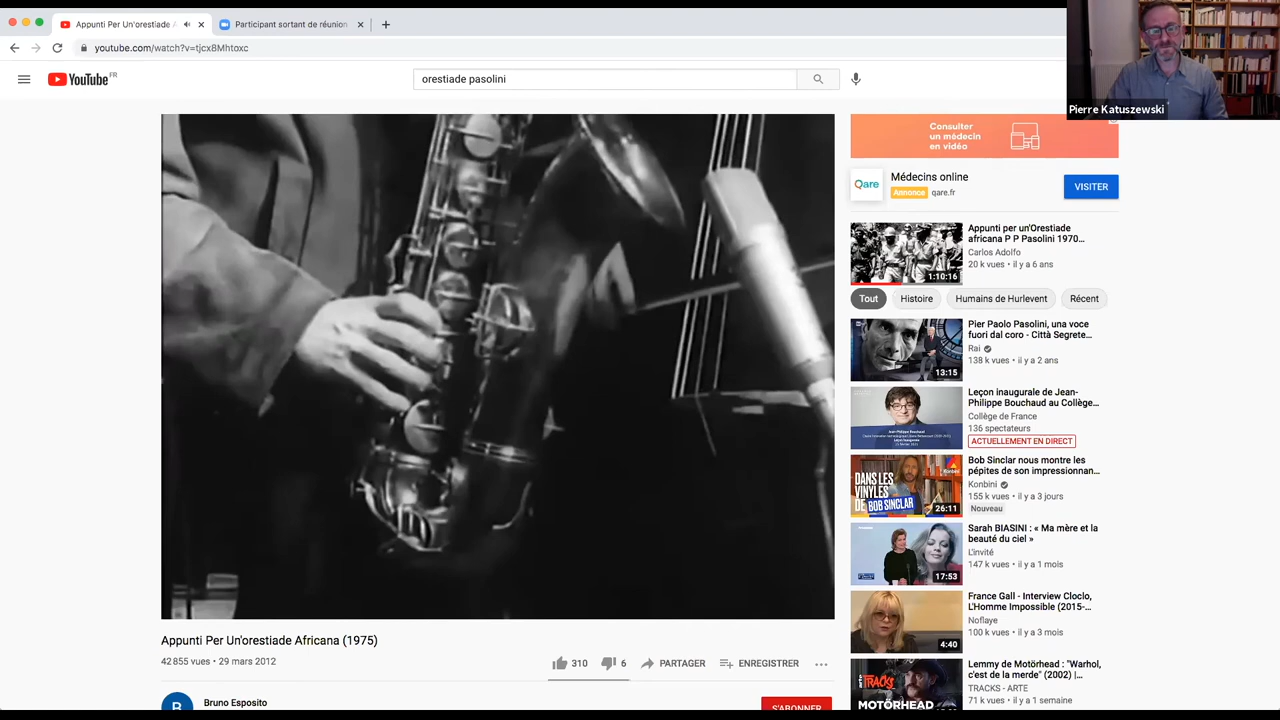 Appunti Per Un'orestiade A
Participant sortant de réunion
youtube.com/watch?v=tjcx8Mhtoxc
YouTube FR
orestiade pasolini
Pierre Katuszewski
Consulter
un médecin
en vidéo
Qare
Médecins online
Annonce qare.fr
VISITER
Appunti per un'Orestiade
africana P P Pasolini 1970...
Carlos Adolfo
20 k vues • il y a 6 ans
1:10:16
Tout
Histoire
Humains de Hurlevent
Récent
Pier Paolo Pasolini, una voce
fuori dal coro - Città Segrete...
Rai
138 k vues • il y a 2 ans
13:15
Leçon inaugurale de Jean-
Philippe Bouchaud au Collège...
Collège de France
136 spectateurs
ACTUELLEMENT EN DIRECT
Bob Sinclar nous montre les
pépites de son impressionnan...
Konbini
155 k vues • il y a 3 jours
Nouveau
DANS LES
VINYLES
DE BOB SINCLAR
Konbini
26:11
Sarah BIASINI : « Ma mère et la
beauté du ciel »
L'invité
147 k vues • il y a 1 mois
17:53
France Gall - Interview Cloclo,
L'Homme Impossible (2015-...
Noflaye
100 k vues • il y a 3 mois
4:40
Lemmy de Motörhead : "Warhol,
c'est de la merde" (2002) |...
TRACKS - ARTE
71 k vues • il y a 1 semaine
arte
TRACKS
MOTÖRHEAD
Appunti Per Un'orestiade Africana (1975)
42 855 vues • 29 mars 2012
310
6
PARTAGER
ENREGISTRER
B
Bruno Esposito
S'ABONNER